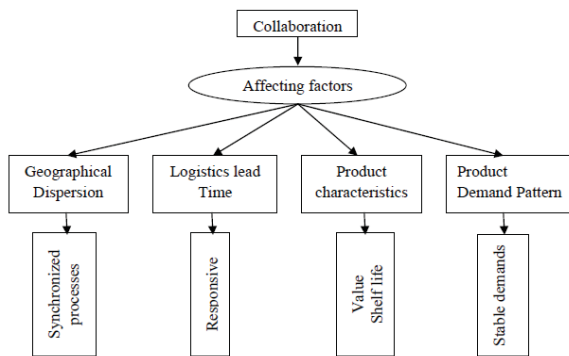 Collaboration
Affecting factors
Geographical
Dispersion
Logistics lead
Time
Product
characteristics
Product
Demand Pattern
Synchronized
processes
Responsive
Value
Shelf life
Stable demands